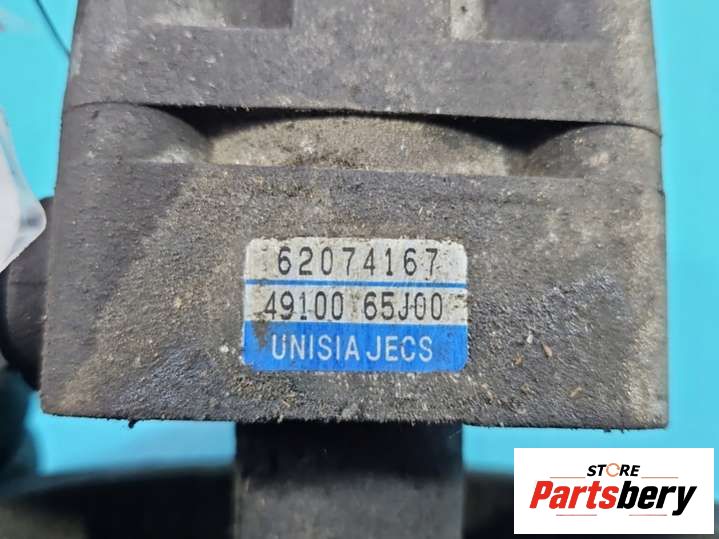 62074167
49100 65J00
UNISIA JECS
STORE
Partsbery